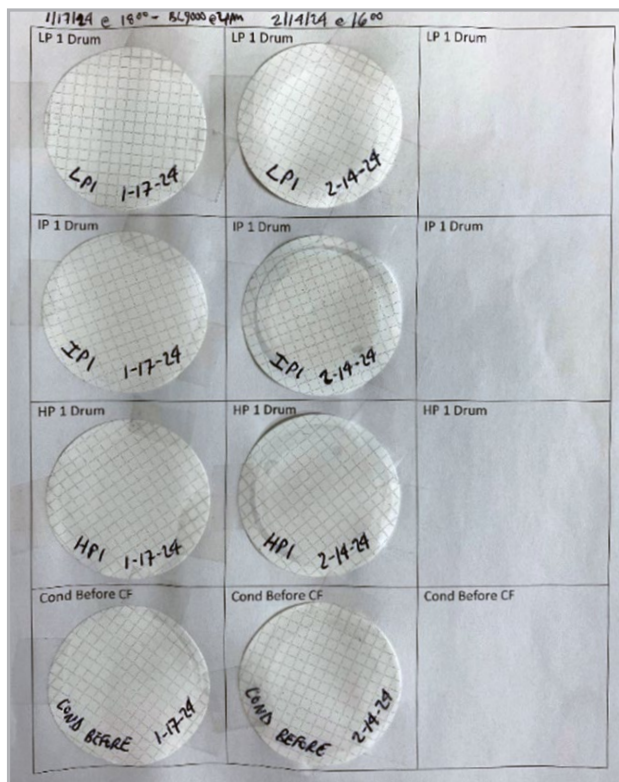 1/17/24 @ 1800 - BL9000 @ 4PM 2/14/24 @ 1600
LP 1 Drum LP 1 Drum LP 1 Drum
LP1 1-17-24 LP1 2-14-24
IP 1 Drum IP 1 Drum IP 1 Drum
IP1 1-17-24 IP1 2-14-24
HP 1 Drum HP 1 Drum HP 1 Drum
HP1 1-17-24 HP1 2-14-24
Cond Before CF Cond Before CF Cond Before CF
COND BEFORE 1-17-24 COND BEFORE 2-14-24